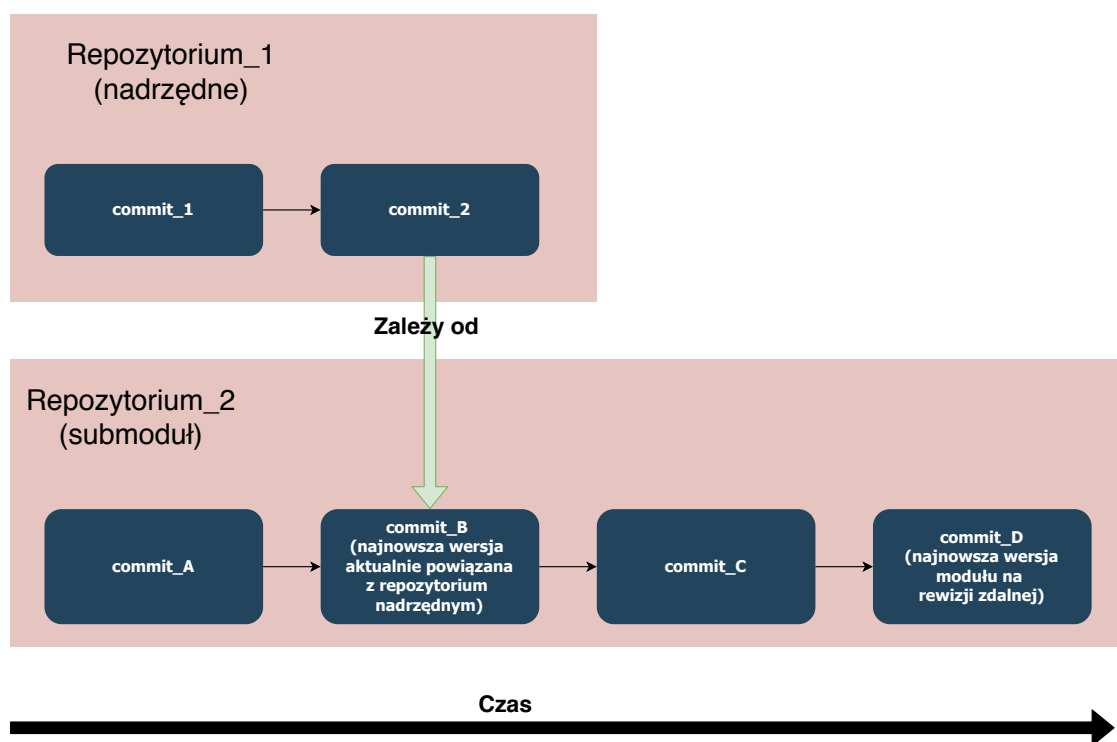 Repozytorium_1
(nadrzędne)
commit_1
commit_2
Zależy od
Repozytorium_2
(submoduł)
commit_A
commit_B
(najnowsza wersja
aktualnie powiązana
z repozytorium
nadrzędnym)
commit_C
commit_D
(najnowsza wersja
modułu na
rewizji zdalnej)
Czas